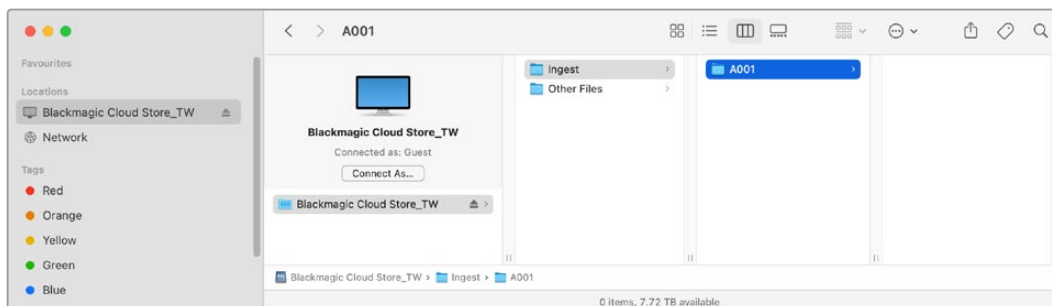 A001
Favourites
Locations
Blackmagic Cloud Store_TW
Network
Tags
Red
Orange
Yellow
Green
Blue
Blackmagic Cloud Store_TW
Connected as: Guest
Connect As...
Blackmagic Cloud Store_TW
Ingest
Other Files
A001
Blackmagic Cloud Store_TW › Ingest › A001
0 items, 7.72 TB available